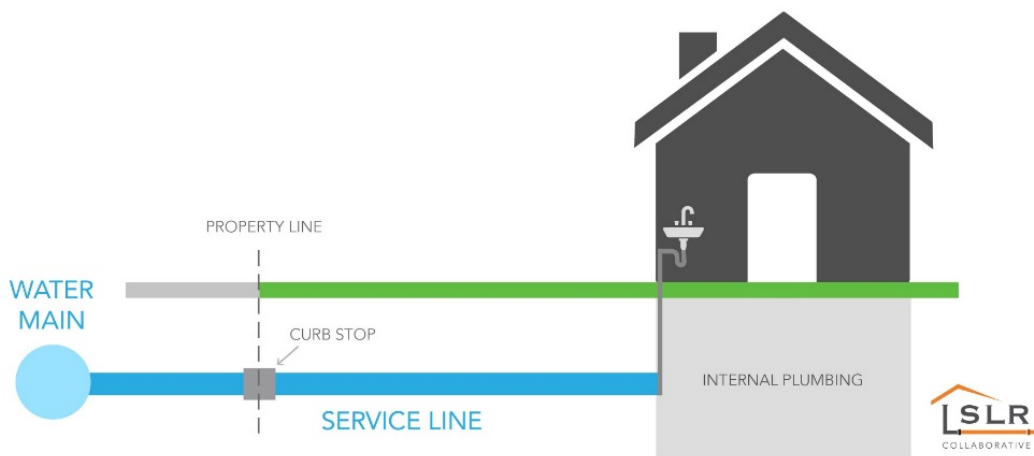 PROPERTY LINE
WATER
MAIN
CURB STOP
SERVICE LINE
INTERNAL PLUMBING
LSLR
COLLABORATIVE